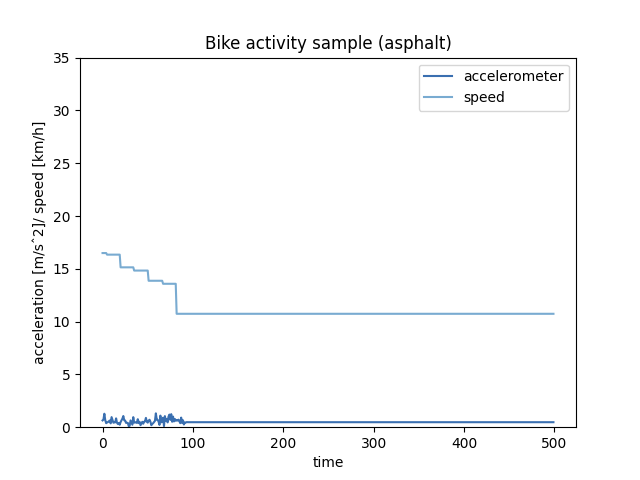 Bike activity sample (asphalt)
accelerometer
speed
acceleration [m/sˆ2]/ speed [km/h]
35
30
25
20
15
10
5
0
0 100 200 300 400 500
time